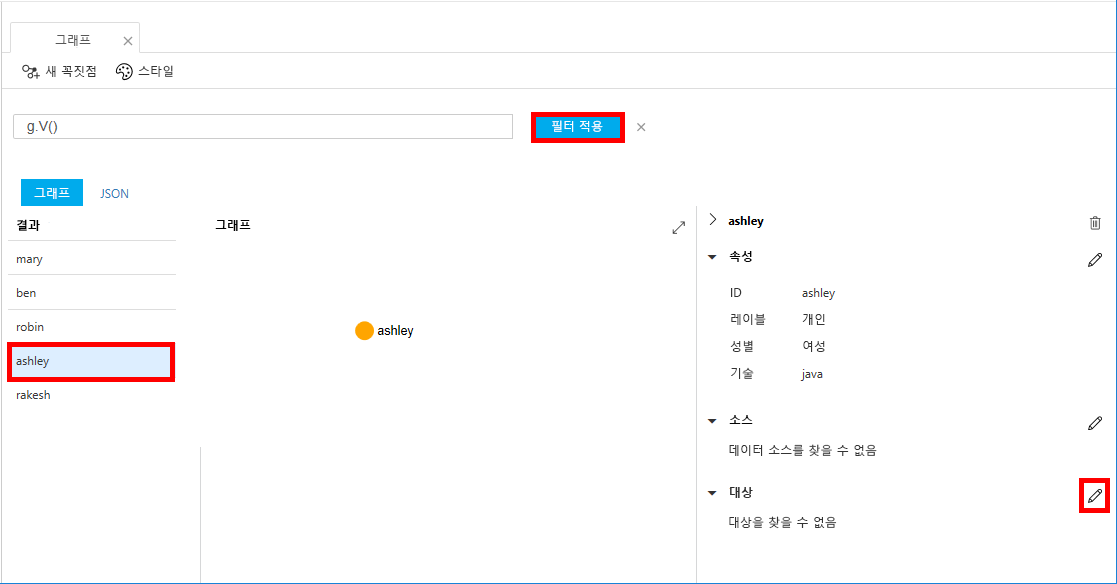 그래프
새 꼭짓점 스타일
g.V() 필터 적용
그래프 JSON
결과
mary
ben
robin
ashley
rakesh
그래프
ashley
ashley
속성
ID ashley
레이블 개인
성별 여성
기술 java
소스
데이터 소스를 찾을 수 없음
대상
대상을 찾을 수 없음